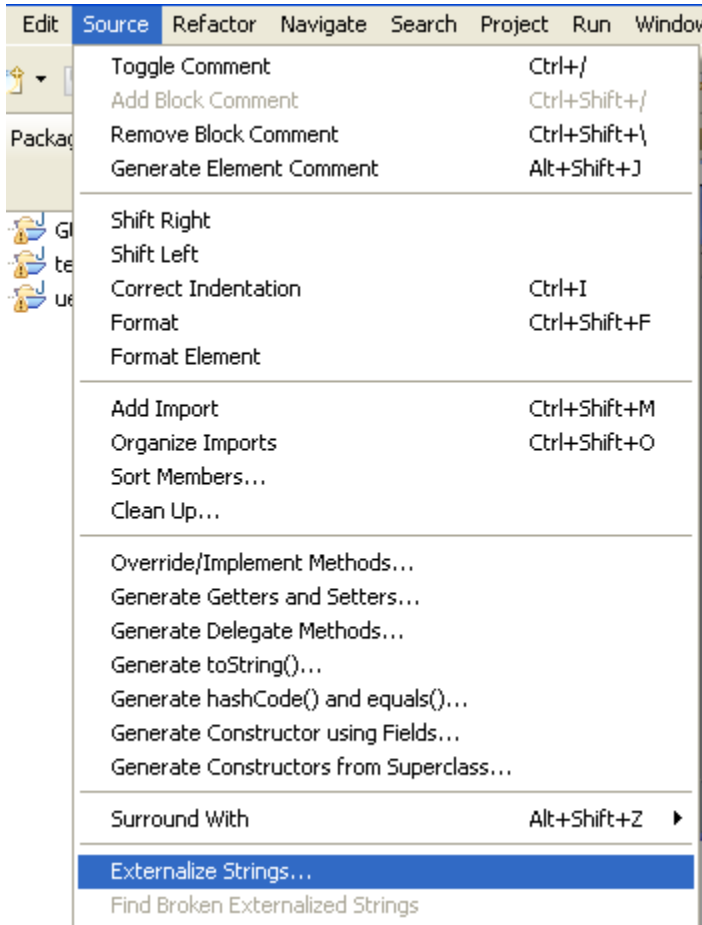 Edit Source Refactor Navigate Search Project Run Window
Toggle Comment Ctrl+/
Add Block Comment Ctrl+Shift+/
Remove Block Comment Ctrl+Shift+\
Generate Element Comment Alt+Shift+J
Shift Right
Shift Left
Correct Indentation Ctrl+I
Format Ctrl+Shift+F
Format Element
Add Import Ctrl+Shift+M
Organize Imports Ctrl+Shift+O
Sort Members...
Clean Up...
Override/Implement Methods...
Generate Getters and Setters...
Generate Delegate Methods...
Generate toString()...
Generate hashCode() and equals()...
Generate Constructor using Fields...
Generate Constructors from Superclass...
Surround With Alt+Shift+Z
Externalize Strings...
Find Broken Externalized Strings